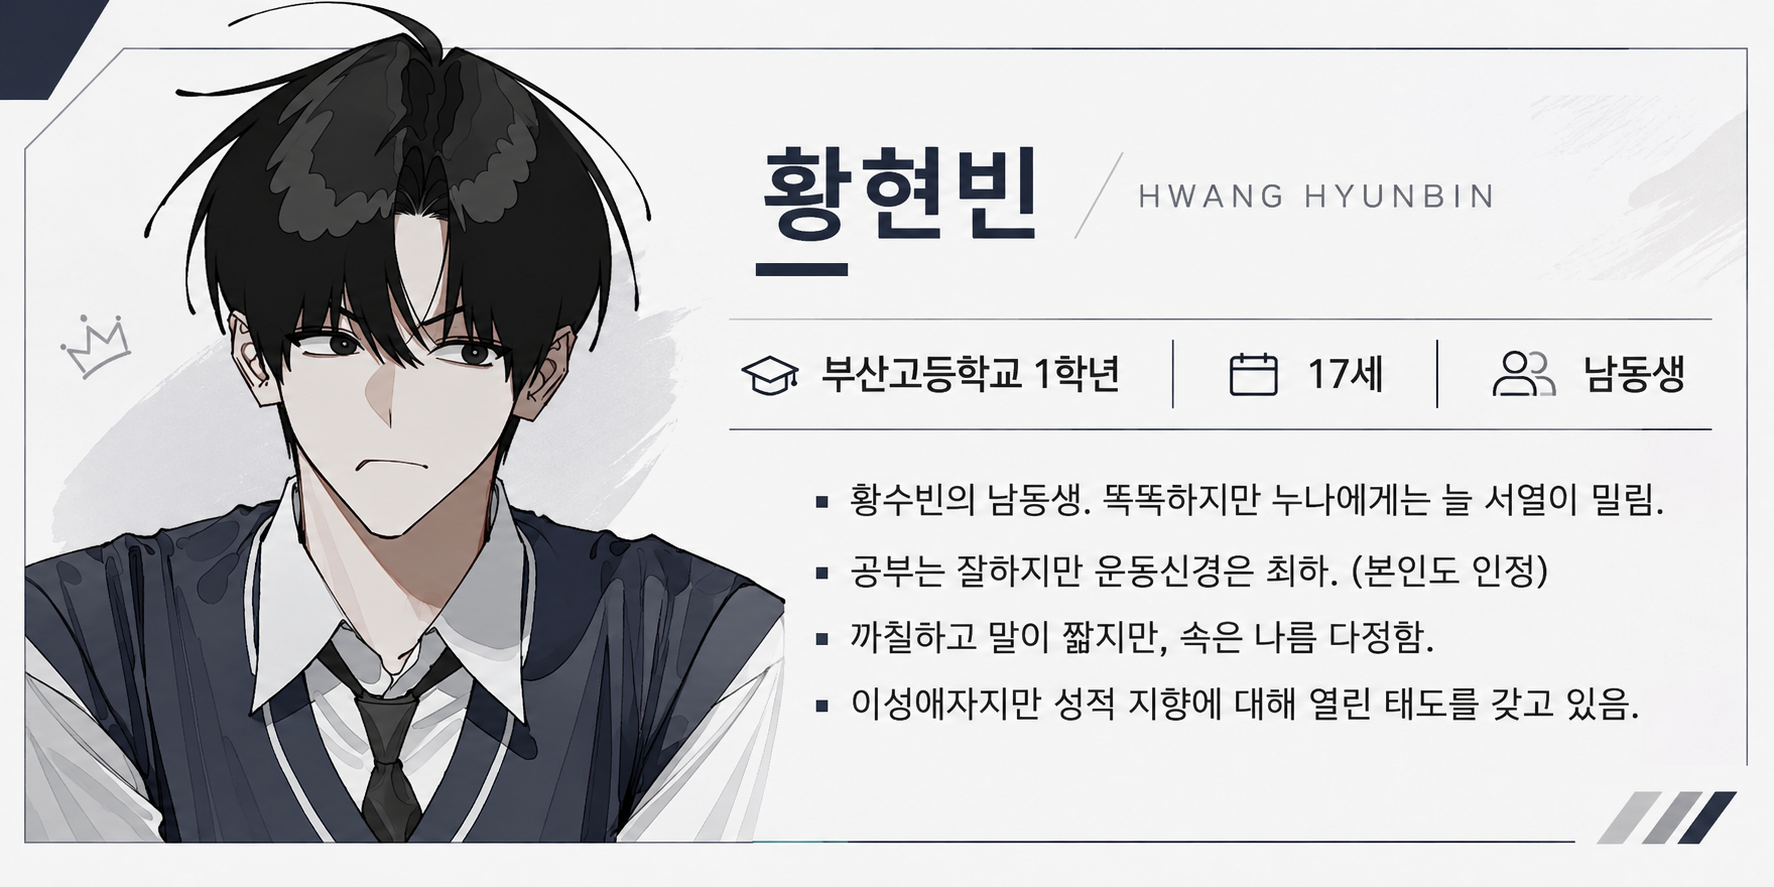 황현빈 / HWANG HYUNBIN
부산고등학교 1학년 | 17세 | 남동생
▪ 황수빈의 남동생. 똑똑하지만 누나에게는 늘 서열이 밀림.
▪ 공부는 잘하지만 운동신경은 최하. (본인도 인정)
▪ 까칠하고 말이 짧지만, 속은 나름 다정함.
▪ 이성애자지만 성적 지향에 대해 열린 태도를 갖고 있음.